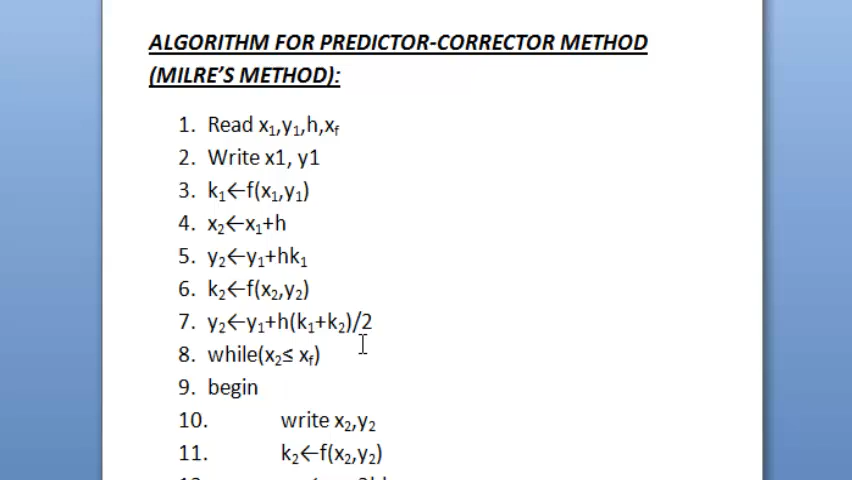 ALGORITHM FOR PREDICTOR-CORRECTOR METHOD
(MILRE'S METHOD):
1. Read x₁,y₁,h,x_f
2. Write x1, y1
3. k₁←f(x₁,y₁)
4. x₂←x₁+h
5. y₂←y₁+hk₁
6. k₂←f(x₂,y₂)
7. y₂←y₁+h(k₁+k₂)/2
8. while(x₂≤ x_f)
9. begin
10. write x₂,y₂
11. k₂←f(x₂,y₂)